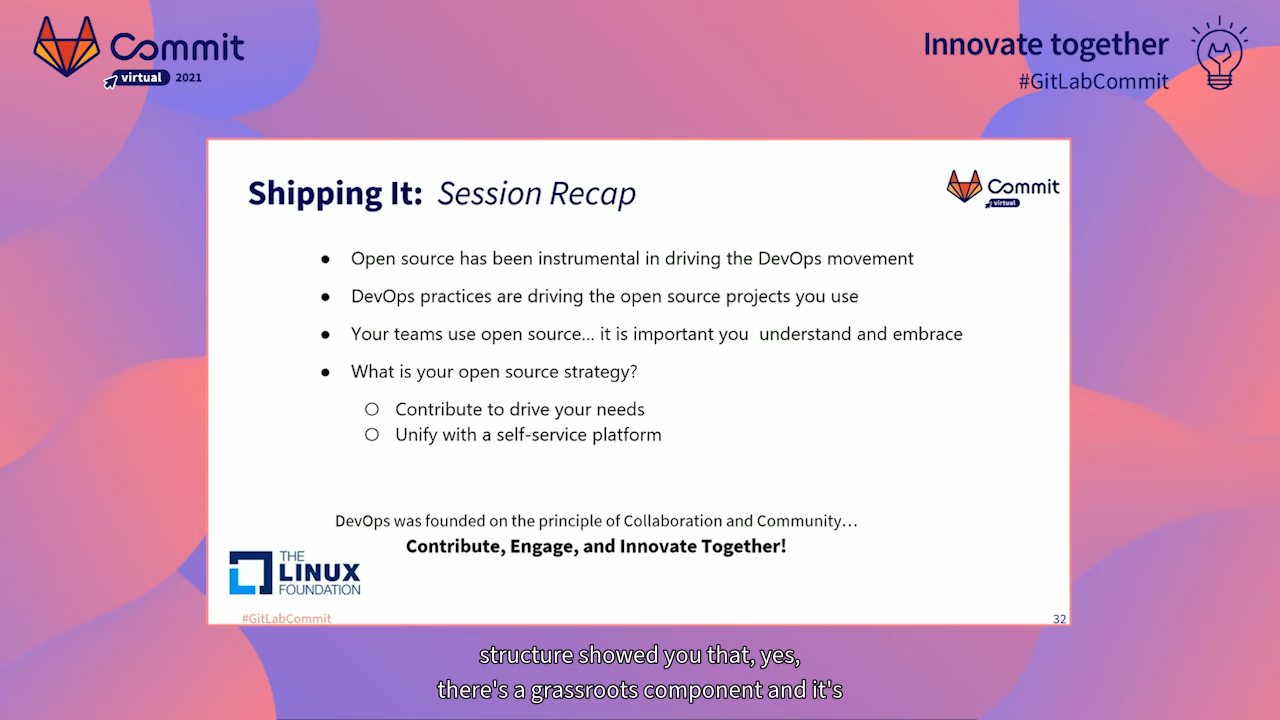 Commit
virtual 2021
Innovate together
#GitLabCommit
Shipping It: Session Recap
Commit
virtual
● Open source has been instrumental in driving the DevOps movement
● DevOps practices are driving the open source projects you use
● Your teams use open source... it is important you  understand and embrace
● What is your open source strategy?
○ Contribute to drive your needs
○ Unify with a self-service platform
DevOps was founded on the principle of Collaboration and Community…
Contribute, Engage, and Innovate Together!
THE
LINUX
FOUNDATION
#GitLabCommit
32
structure showed you that, yes,
there's a grassroots component and it's